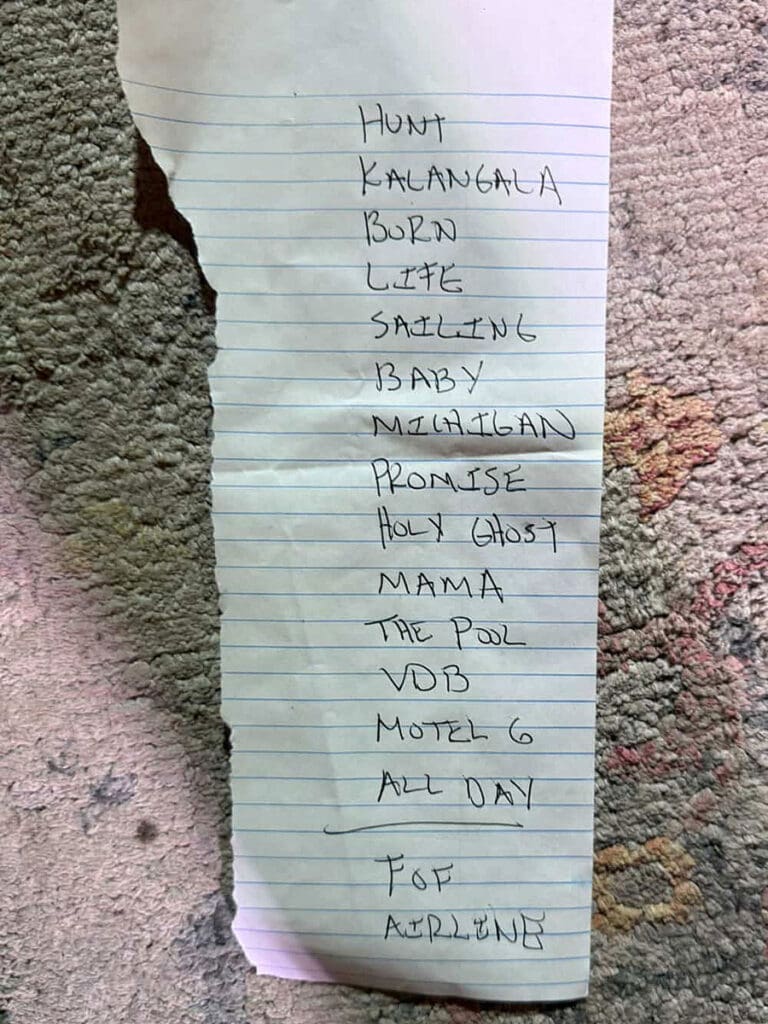 HUNT
KALANGALA
BURN
LIFE
SAILING
BABY
MICHIGAN
PROMISE
HOLY GHOST
MAMA
THE POOL
VDB
MOTEL 6
ALL DAY
FOF
AIRLINE